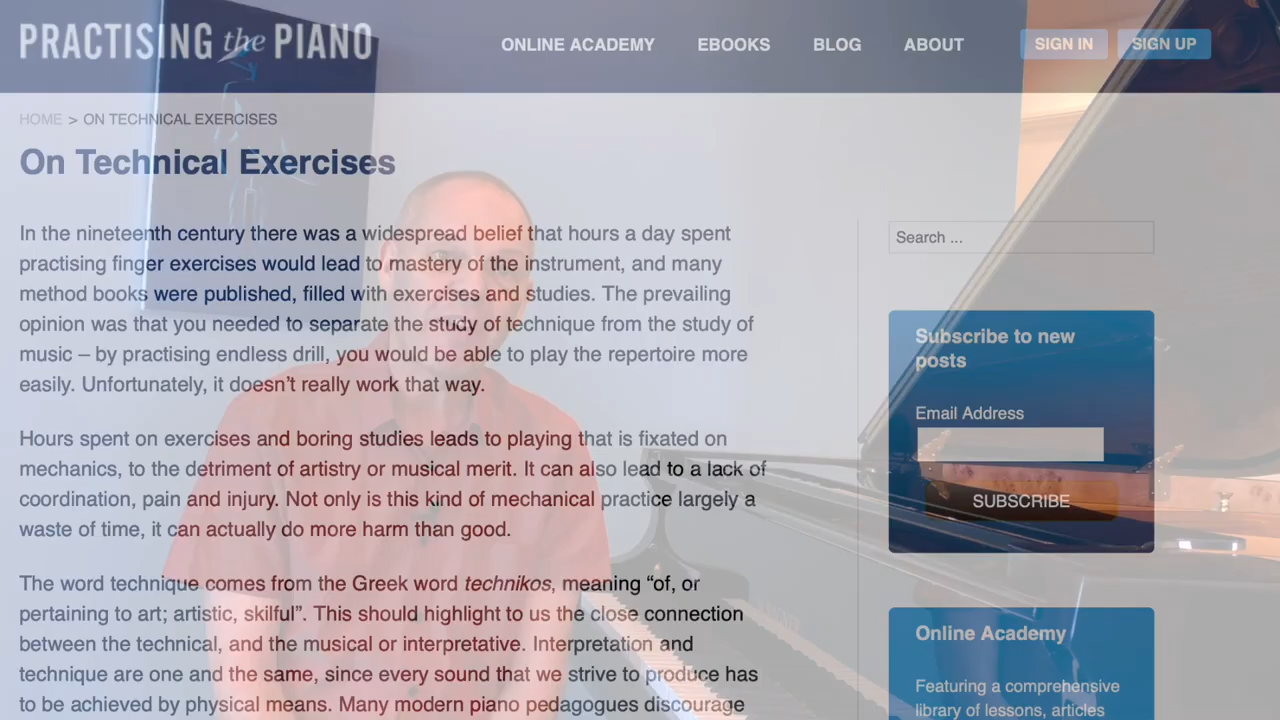 PRACTISING the PIANO
ONLINE ACADEMY EBOOKS BLOG ABOUT SIGN IN SIGN UP
HOME > ON TECHNICAL EXERCISES
On Technical Exercises
In the nineteenth century there was a widespread belief that hours a day spent
practising finger exercises would lead to mastery of the instrument, and many
method books were published, filled with exercises and studies. The prevailing
opinion was that you needed to separate the study of technique from the study of
music – by practising endless drill, you would be able to play the repertoire more
easily. Unfortunately, it doesn’t really work that way.
Hours spent on exercises and boring studies leads to playing that is fixated on
mechanics, to the detriment of artistry or musical merit. It can also lead to a lack of
coordination, pain and injury. Not only is this kind of mechanical practice largely a
waste of time, it can actually do more harm than good.
The word technique comes from the Greek word technikos, meaning “of, or
pertaining to art; artistic, skilful”. This should highlight to us the close connection
between the technical, and the musical or interpretative. Interpretation and
technique are one and the same, since every sound that we strive to produce has
to be achieved by physical means. Many modern piano pedagogues discourage
Search ...
Subscribe to new
posts
Email Address
SUBSCRIBE
Online Academy
Featuring a comprehensive
library of lessons, articles